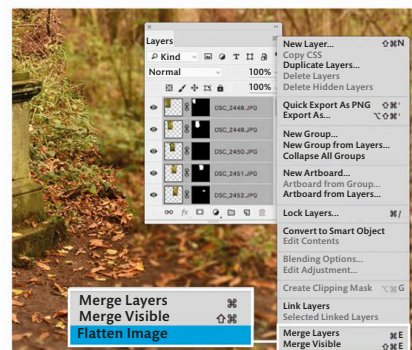 Layers
Kind
Normal
100%
100%
DSC_2448.JPG
DSC_2449.JPG
DSC_2450.JPG
DSC_2451.JPG
DSC_2452.JPG
fx
New Layer... ⇧⌘N
Copy CSS
Duplicate Layers...
Delete Layers
Delete Hidden Layers
Quick Export As PNG ⇧⌘'
Export As... ⌥⇧⌘'
New Group...
New Group from Layers...
Collapse All Groups
New Artboard...
Artboard from Group...
Artboard from Layers...
Lock Layers... ⌘/
Convert to Smart Object
Edit Contents
Blending Options...
Edit Adjustment...
Create Clipping Mask ⌥⌘G
Link Layers
Selected Linked Layers
Merge Layers ⌘E
Merge Visible ⇧⌘E
Merge Layers ⌘
Merge Visible ⇧⌘
Flatten Image